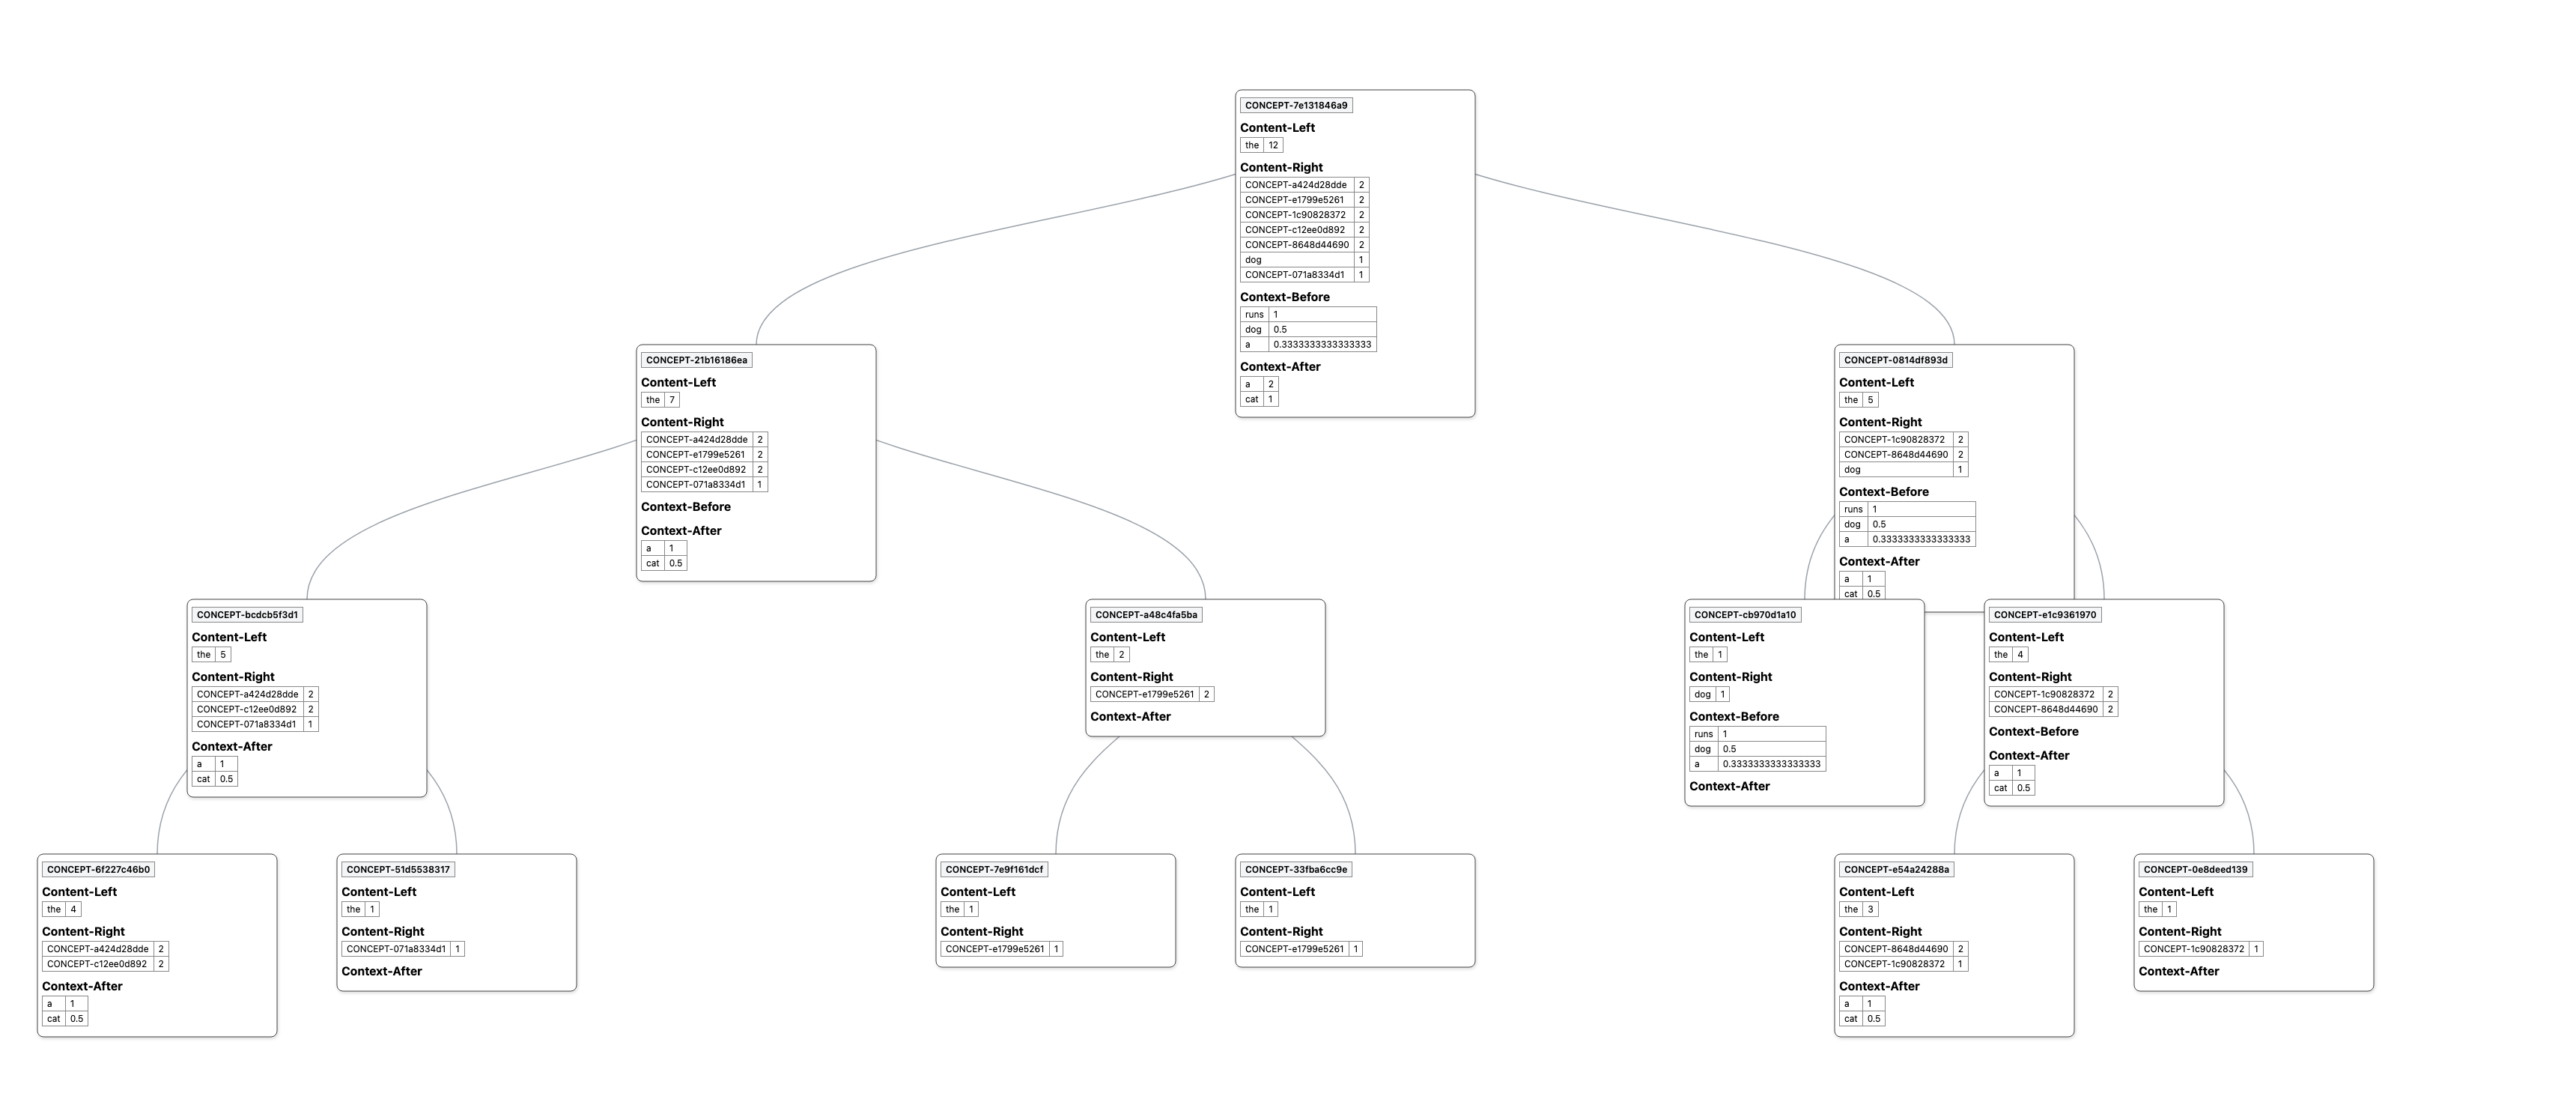 CONCEPT-7e131846a9
Content-Left
the 12
Content-Right
CONCEPT-a424d28dde 2
CONCEPT-e1799e5261 2
CONCEPT-1c90828372 2
CONCEPT-c12ee0d892 2
CONCEPT-8648d44690 2
dog 1
CONCEPT-071a8334d1 1
Context-Before
runs 1
dog 0.5
a 0.3333333333333333
Context-After
a 2
cat 1
CONCEPT-21b16186ea
Content-Left
the 7
Content-Right
CONCEPT-a424d28dde 2
CONCEPT-e1799e5261 2
CONCEPT-c12ee0d892 2
CONCEPT-071a8334d1 1
Context-Before
Context-After
a 1
cat 0.5
CONCEPT-0814df893d
Content-Left
the 5
Content-Right
CONCEPT-1c90828372 2
CONCEPT-8648d44690 2
dog 1
Context-Before
runs 1
dog 0.5
a 0.3333333333333333
Context-After
a 1
cat 0.5
CONCEPT-bcdcb5f3d1
Content-Left
the 5
Content-Right
CONCEPT-a424d28dde 2
CONCEPT-c12ee0d892 2
CONCEPT-071a8334d1 1
Context-After
a 1
cat 0.5
CONCEPT-a48c4fa5ba
Content-Left
the 2
Content-Right
CONCEPT-e1799e5261 2
Context-After
CONCEPT-cb970d1a10
Content-Left
the 1
Content-Right
dog 1
Context-Before
runs 1
dog 0.5
a 0.3333333333333333
Context-After
CONCEPT-e1c9361970
Content-Left
the 4
Content-Right
CONCEPT-1c90828372 2
CONCEPT-8648d44690 2
Context-Before
Context-After
a 1
cat 0.5
CONCEPT-6f227c46b0
Content-Left
the 4
Content-Right
CONCEPT-a424d28dde 2
CONCEPT-c12ee0d892 2
Context-After
a 1
cat 0.5
CONCEPT-51d5538317
Content-Left
the 1
Content-Right
CONCEPT-071a8334d1 1
Context-After
CONCEPT-7e9f161dcf
Content-Left
the 1
Content-Right
CONCEPT-e1799e5261 1
CONCEPT-33fba6cc9e
Content-Left
the 1
Content-Right
CONCEPT-e1799e5261 1
CONCEPT-e54a24288a
Content-Left
the 3
Content-Right
CONCEPT-8648d44690 2
CONCEPT-1c90828372 1
Context-After
a 1
cat 0.5
CONCEPT-0e8deed139
Content-Left
the 1
Content-Right
CONCEPT-1c90828372 1
Context-After